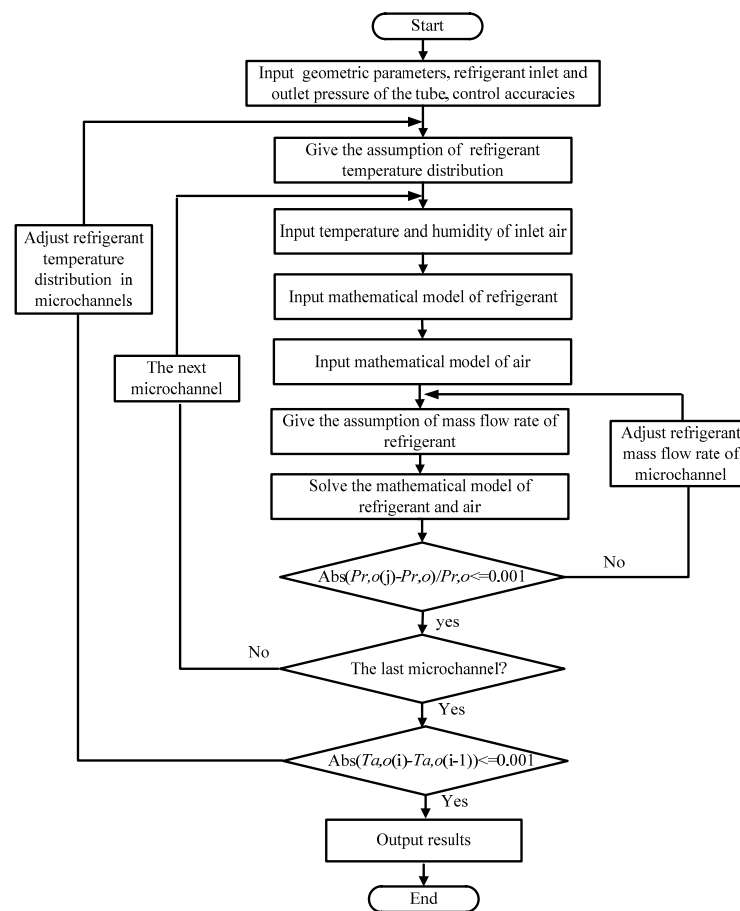 Start
Input geometric parameters, refrigerant inlet and
outlet pressure of the tube, control accuracies
Give the assumption of refrigerant
temperature distribution
Adjust refrigerant
temperature
distribution in
microchannels
Input temperature and humidity of inlet air
Input mathematical model of refrigerant
The next
microchannel
Input mathematical model of air
Give the assumption of mass flow rate of
refrigerant
Adjust refrigerant
mass flow rate of
microchannel
Solve the mathematical model of
refrigerant and air
Abs(Pr,o(j)-Pr,o)/Pr,o<=0.001
No
yes
No
The last microchannel?
Yes
Abs(Ta,o(i)-Ta,o(i-1))<=0.001
Yes
Output results
End